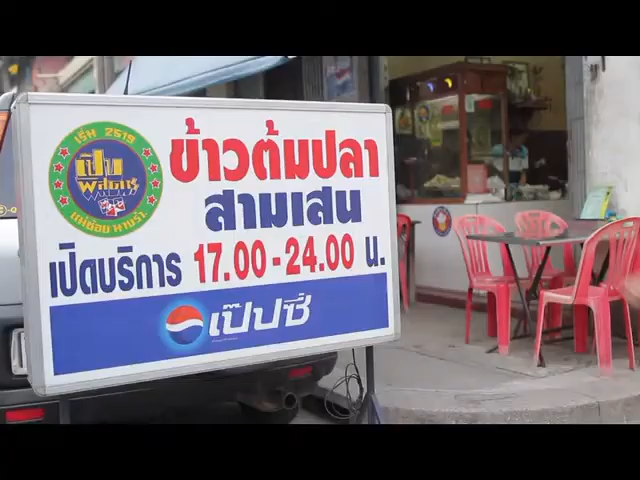 เริ่ม 2519
ข้าวต้มปลา
สามเสน
เปิดบริการ 17.00 - 24.00 น.
เป๊ปซี่